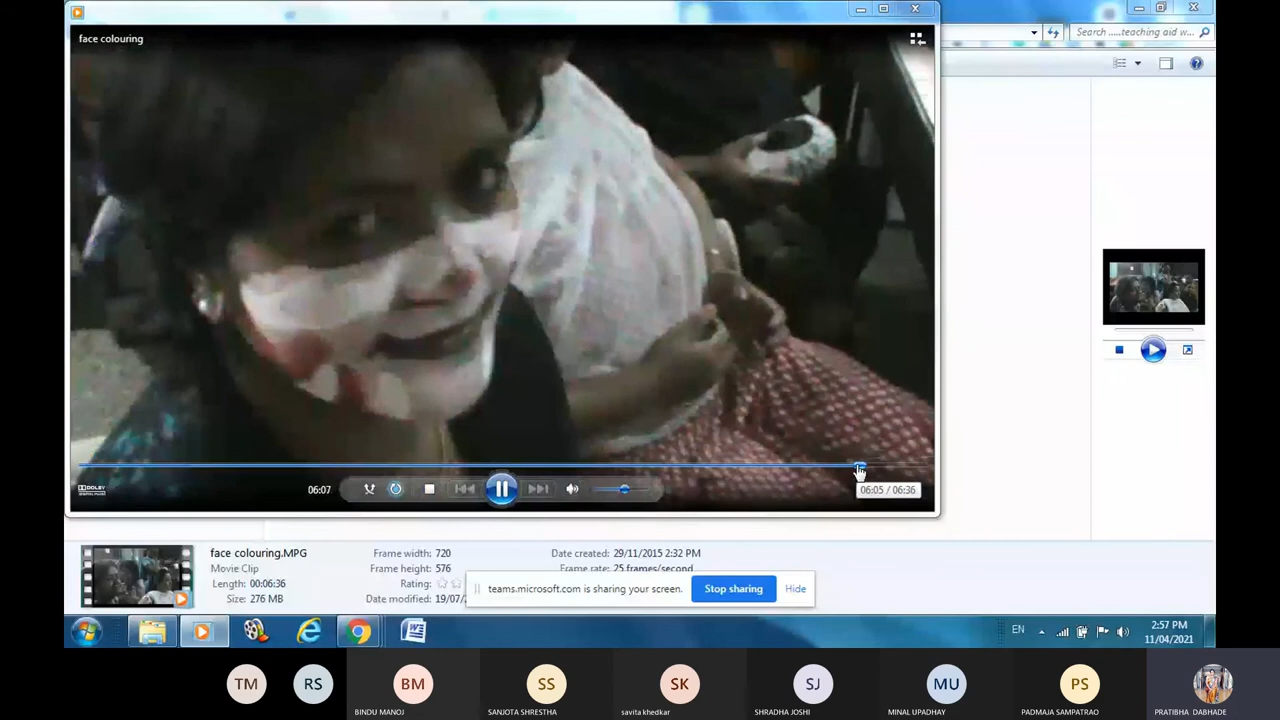 face colouring
Search .....teaching aid w...
06:07
06:05 / 06:36
DOLBY
face colouring.MPG
Movie Clip
Length: 00:06:36
Size: 276 MB
Frame width: 720
Frame height: 576
Rating:
Date modified: 19/07/
Date created: 29/11/2015 2:32 PM
Frame rate: 25 frames/second
teams.microsoft.com is sharing your screen.
Stop sharing
Hide
EN
2:57 PM
11/04/2021
TM
RS
BM
SS
SK
SJ
MU
PS
BINDU MANOJ
SANJOTA SHRESTHA
savita khedkar
SHRADHA JOSHI
MINAL UPADHAY
PADMAJA SAMPATRAO
PRATIBHA DABHADE